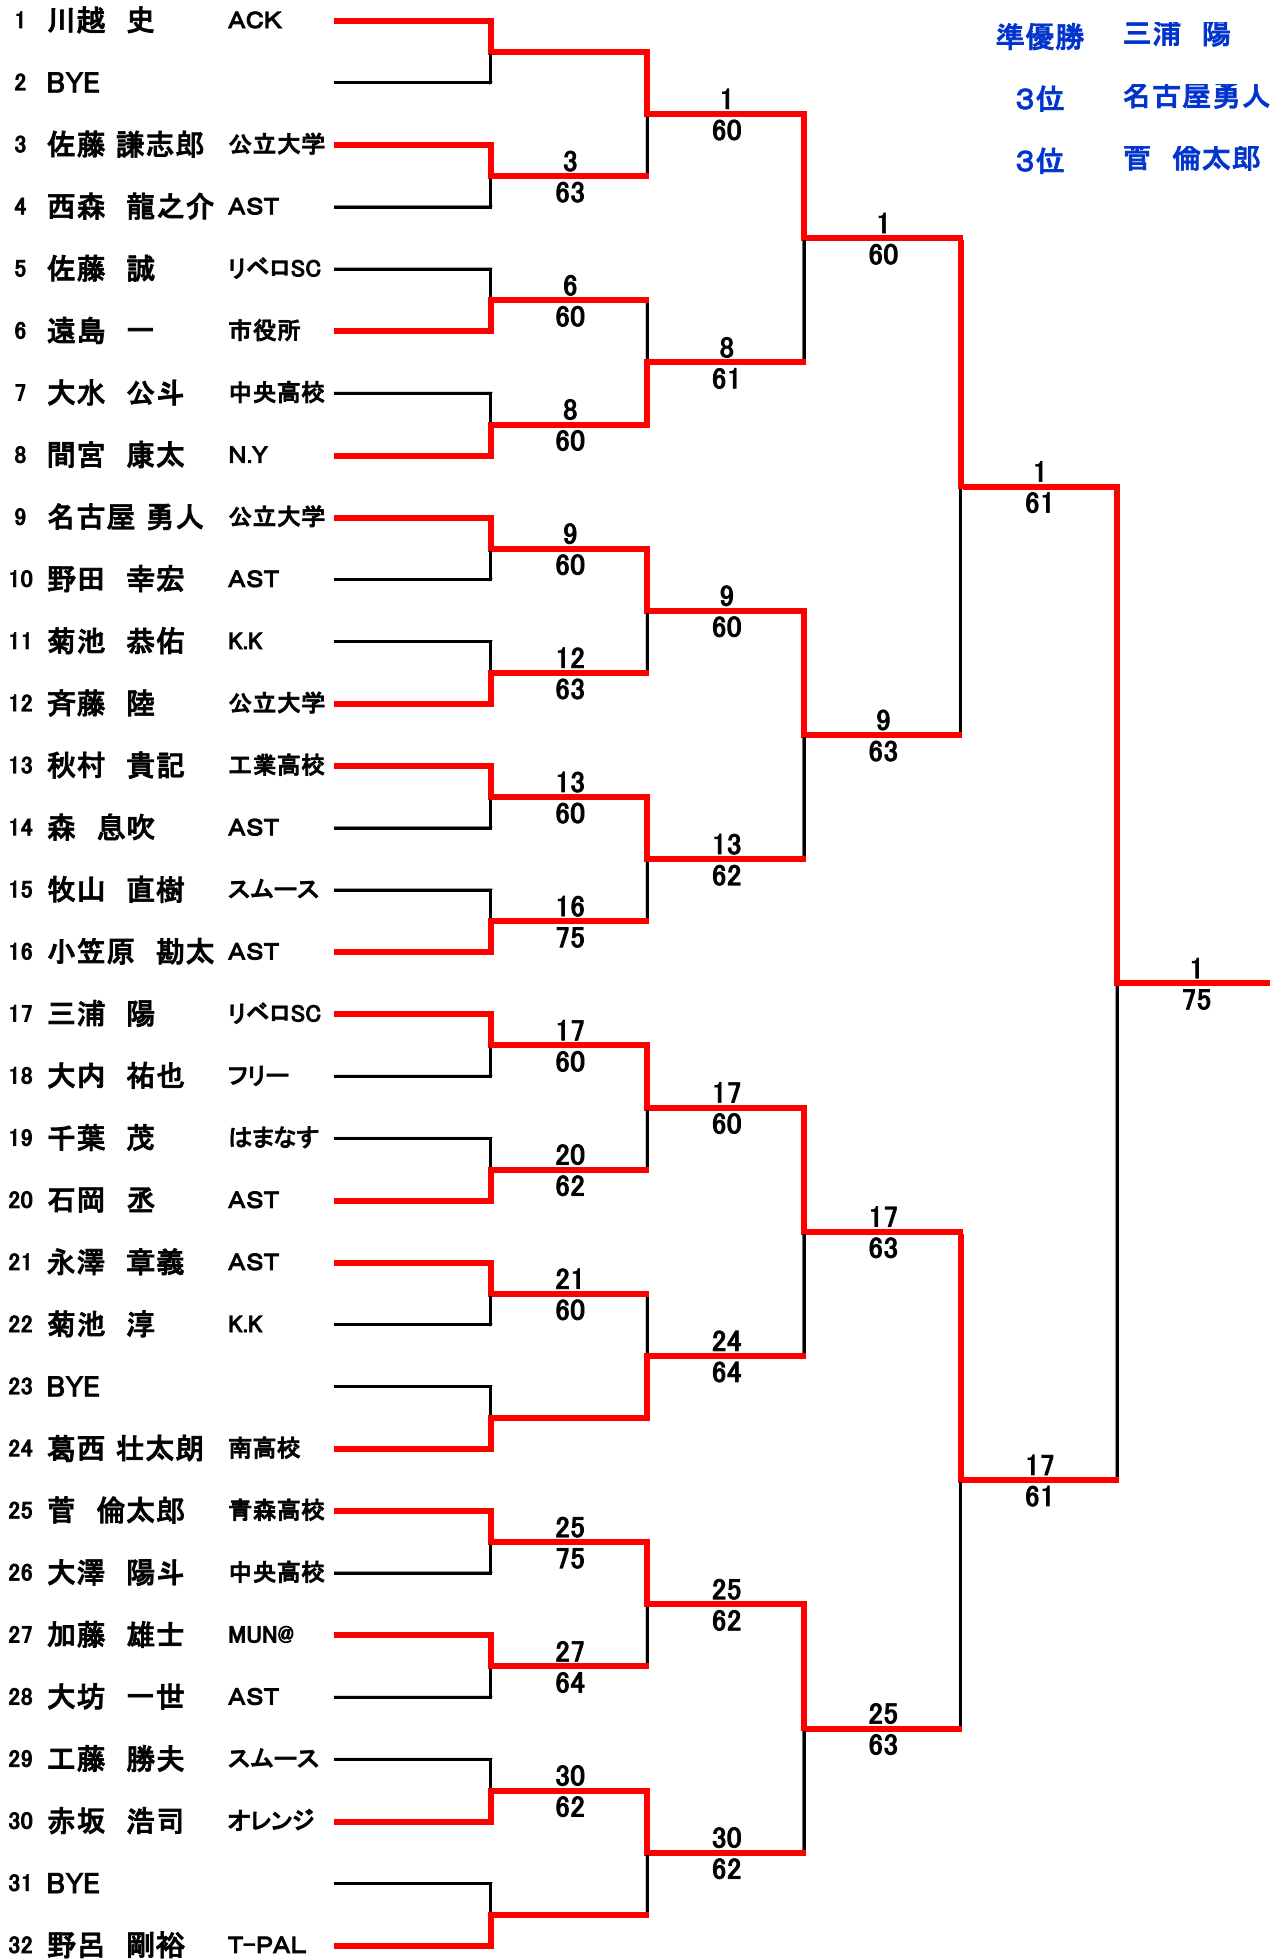 1 川越 史 ACK
準優勝 三浦 陽
2 BYE
3位 名古屋勇人
1
60
3 佐藤 謙志郎 公立大学
3位 菅 倫太郎
3
63
4 西森 龍之介 AST
1
60
5 佐藤 誠 リベロSC
6
60
6 遠島 一 市役所
8
61
7 大水 公斗 中央高校
8
60
8 間宮 康太 N.Y
1
61
9 名古屋 勇人 公立大学
9
60
10 野田 幸宏 AST
9
60
11 菊池 恭佑 K.K
12
63
12 斉藤 陸 公立大学
9
63
13 秋村 貴記 工業高校
13
60
14 森 息吹 AST
13
62
15 牧山 直樹 スムース
16
75
16 小笠原 勘太 AST
1
75
17 三浦 陽 リベロSC
17
60
18 大内 祐也 フリー
17
60
19 千葉 茂 はまなす
20
62
20 石岡 丞 AST
17
63
21 永澤 章義 AST
21
60
22 菊池 淳 K.K
24
64
23 BYE
24 葛西 壮太朗 南高校
17
61
25 菅 倫太郎 青森高校
25
75
26 大澤 陽斗 中央高校
25
62
27 加藤 雄士 MUN@
27
64
28 大坊 一世 AST
25
63
29 工藤 勝夫 スムース
30
62
30 赤坂 浩司 オレンジ
30
62
31 BYE
32 野呂 剛裕 T-PAL